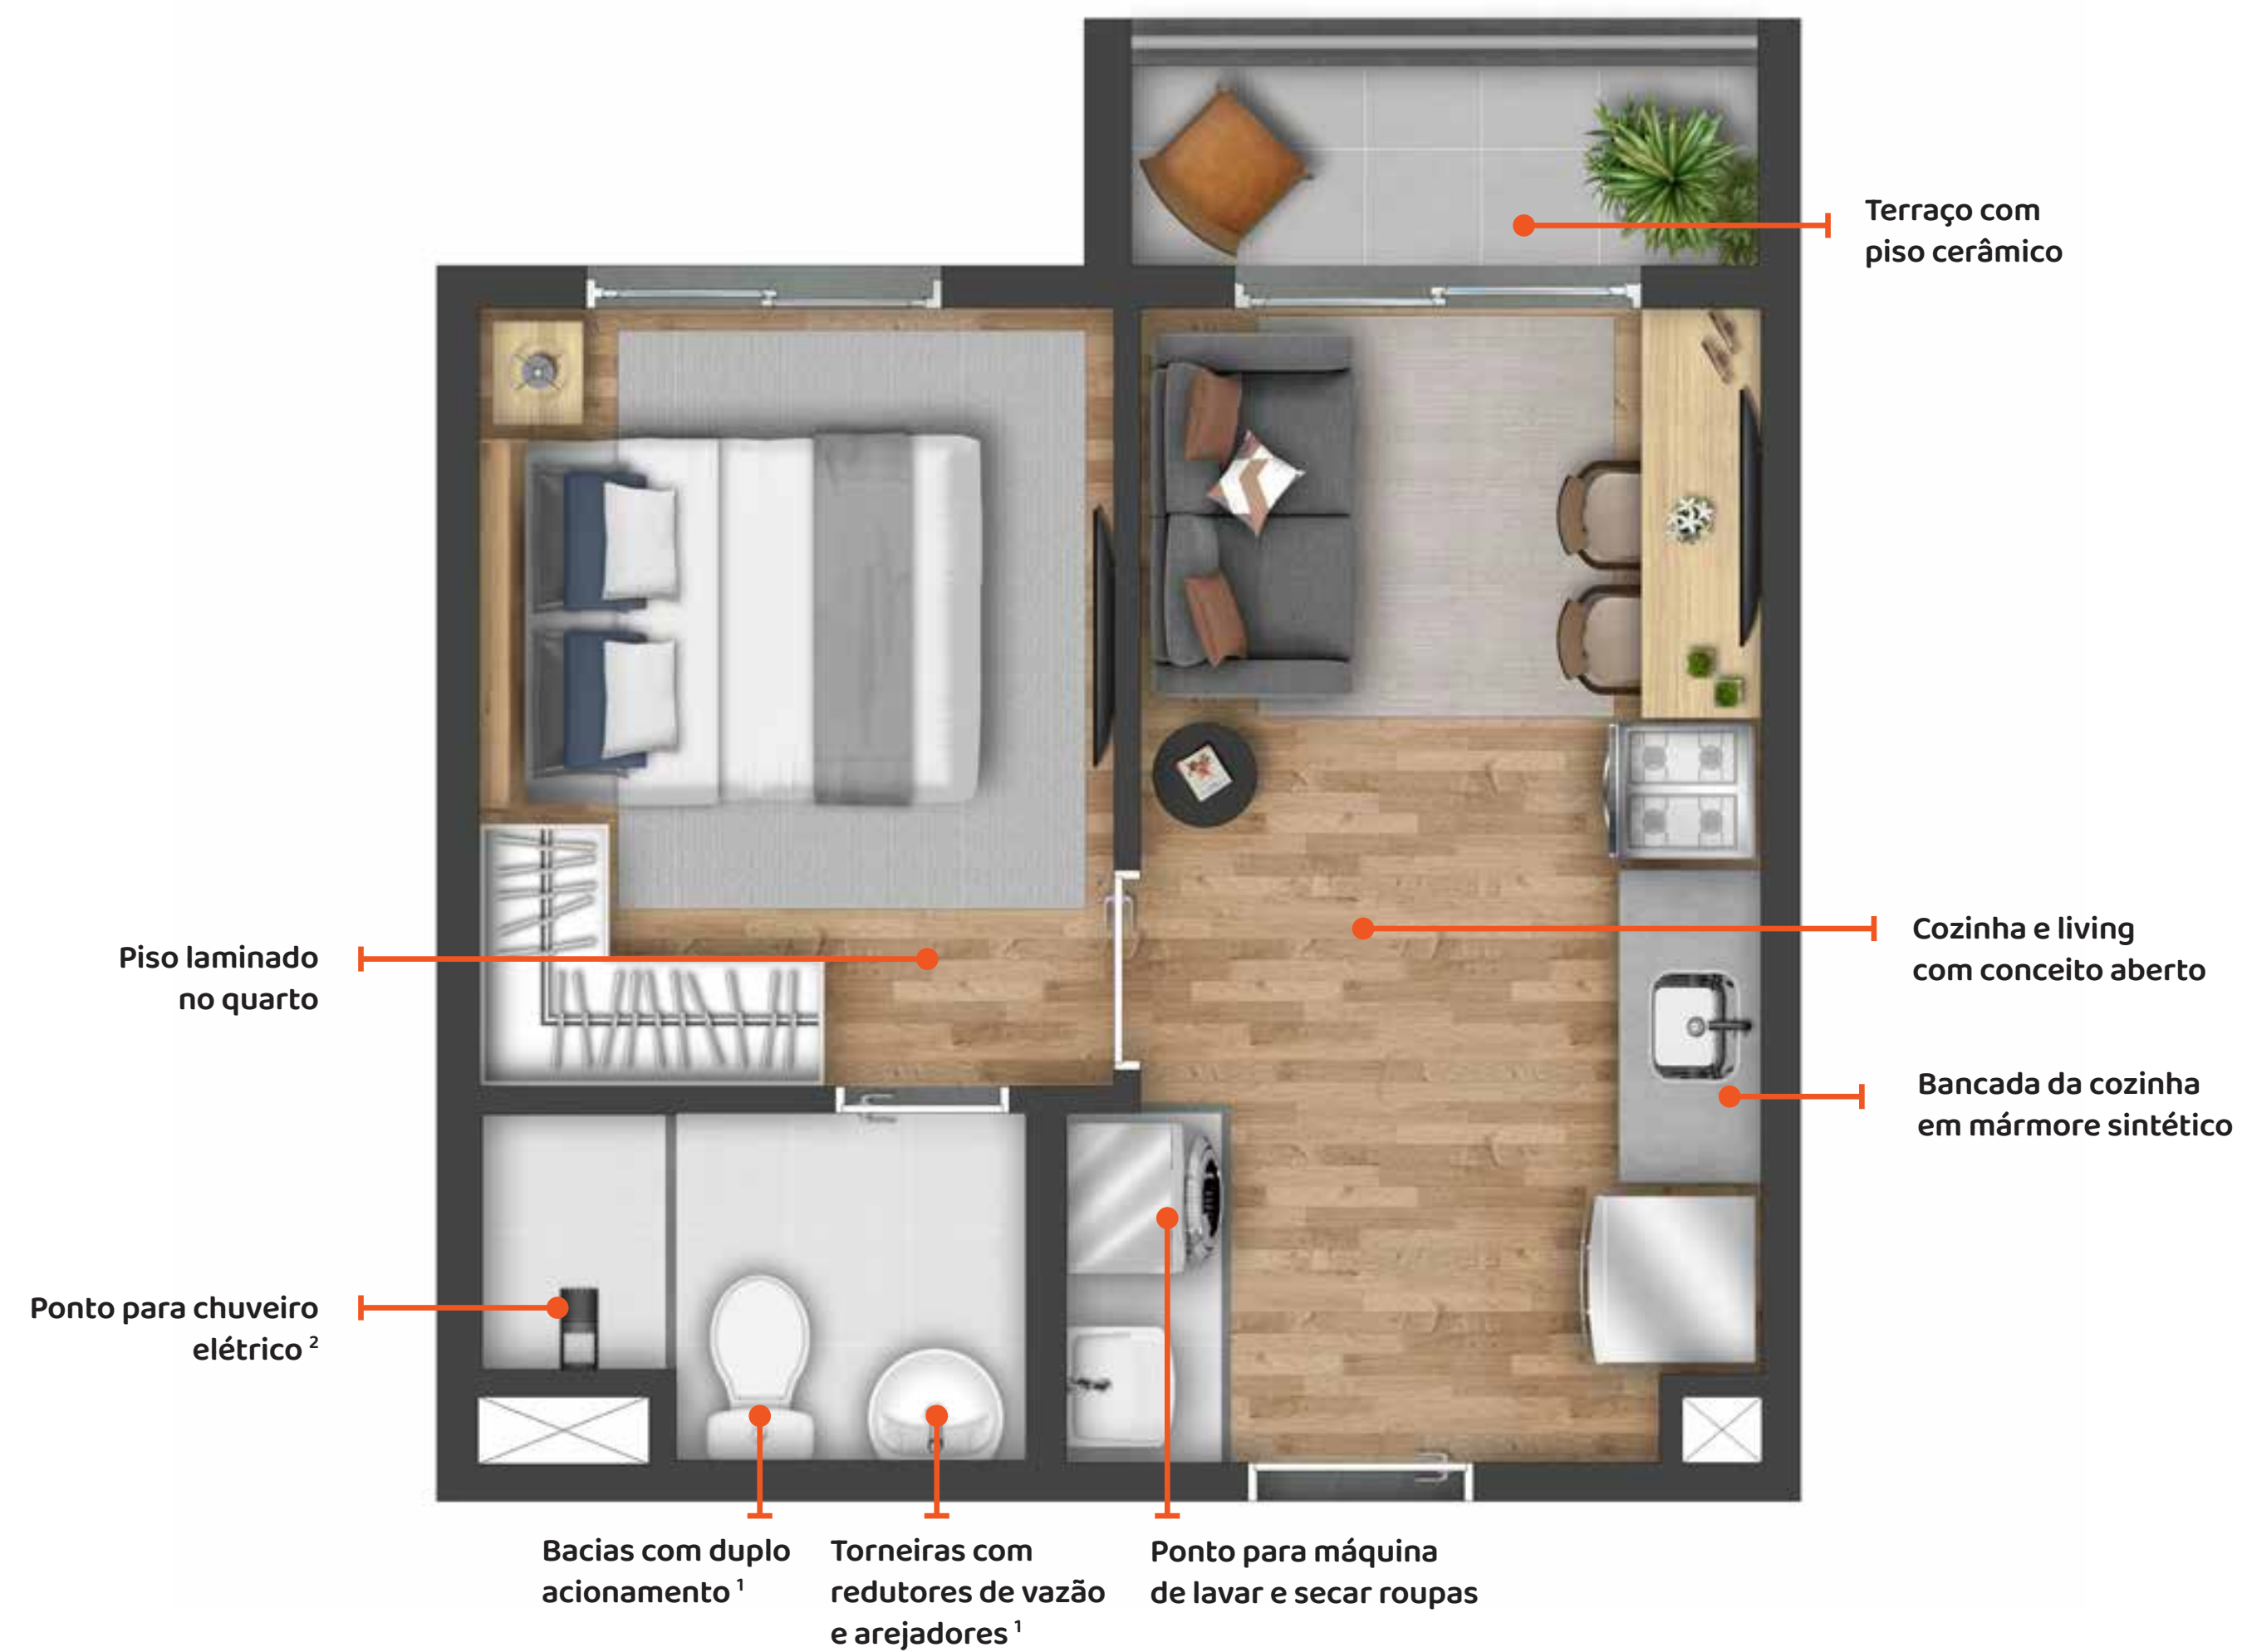 Terraço com
piso cerâmico
Cozinha e living
com conceito aberto
Piso laminado
no quarto
Bancada da cozinha
em mármore sintético
Ponto para chuveiro
elétrico ²
Bacias com duplo
acionamento ¹
Torneiras com
redutores de vazão
e arejadores ¹
Ponto para máquina
de lavar e secar roupas